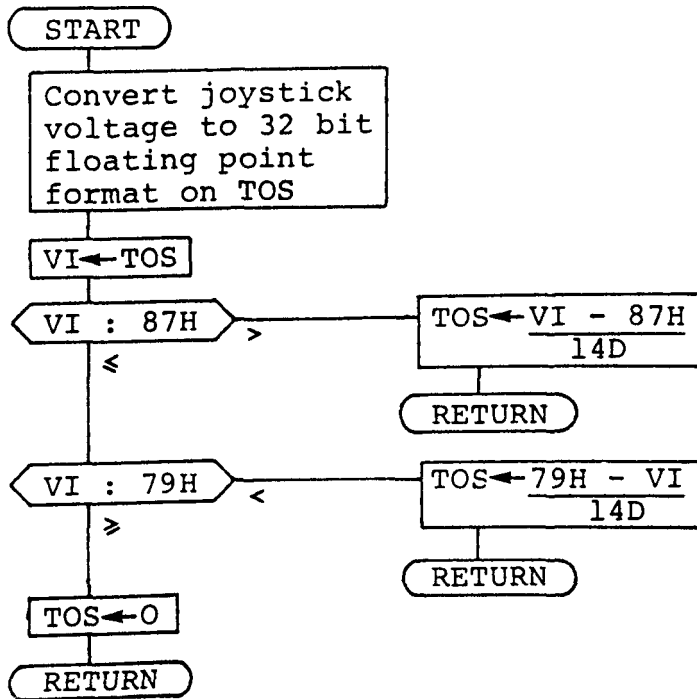 START
Convert joystick
voltage to 32 bit
floating point
format on TOS
VI←TOS
VI : 87H
>
≤
TOS←VI - 87H
14D
RETURN
VI : 79H
<
≥
TOS←79H - VI
14D
RETURN
TOS←O
RETURN